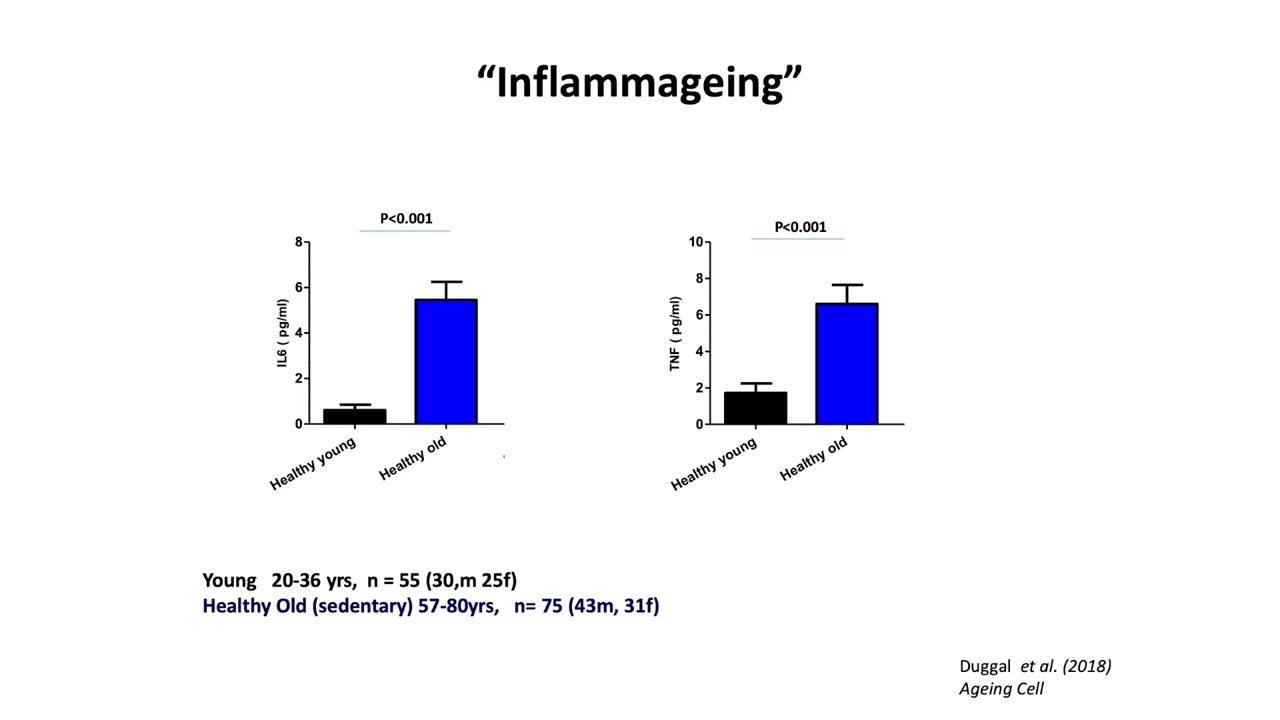 “Inflammageing”
P<0.001
8
6
4
2
0
IL6 ( pg/ml)
Healthy young
Healthy old
P<0.001
10
8
6
4
2
0
TNF ( pg/ml)
Healthy young
Healthy old
Young 20-36 yrs, n = 55 (30,m 25f)
Healthy Old (sedentary) 57-80yrs, n= 75 (43m, 31f)
Duggal et al. (2018)
Ageing Cell